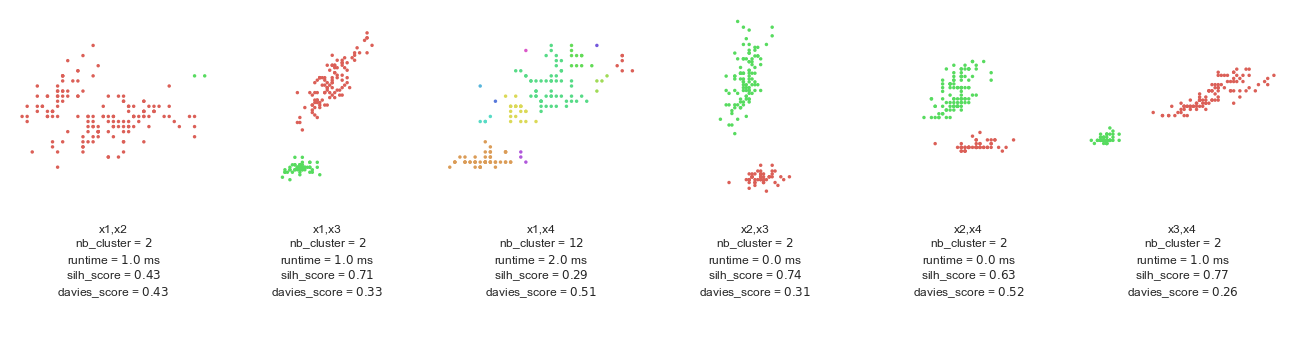 x1,x2
nb_cluster = 2
runtime = 1.0 ms
silh_score = 0.43
davies_score = 0.43
x1,x3
nb_cluster = 2
runtime = 1.0 ms
silh_score = 0.71
davies_score = 0.33
x1,x4
nb_cluster = 12
runtime = 2.0 ms
silh_score = 0.29
davies_score = 0.51
x2,x3
nb_cluster = 2
runtime = 0.0 ms
silh_score = 0.74
davies_score = 0.31
x2,x4
nb_cluster = 2
runtime = 0.0 ms
silh_score = 0.63
davies_score = 0.52
x3,x4
nb_cluster = 2
runtime = 1.0 ms
silh_score = 0.77
davies_score = 0.26